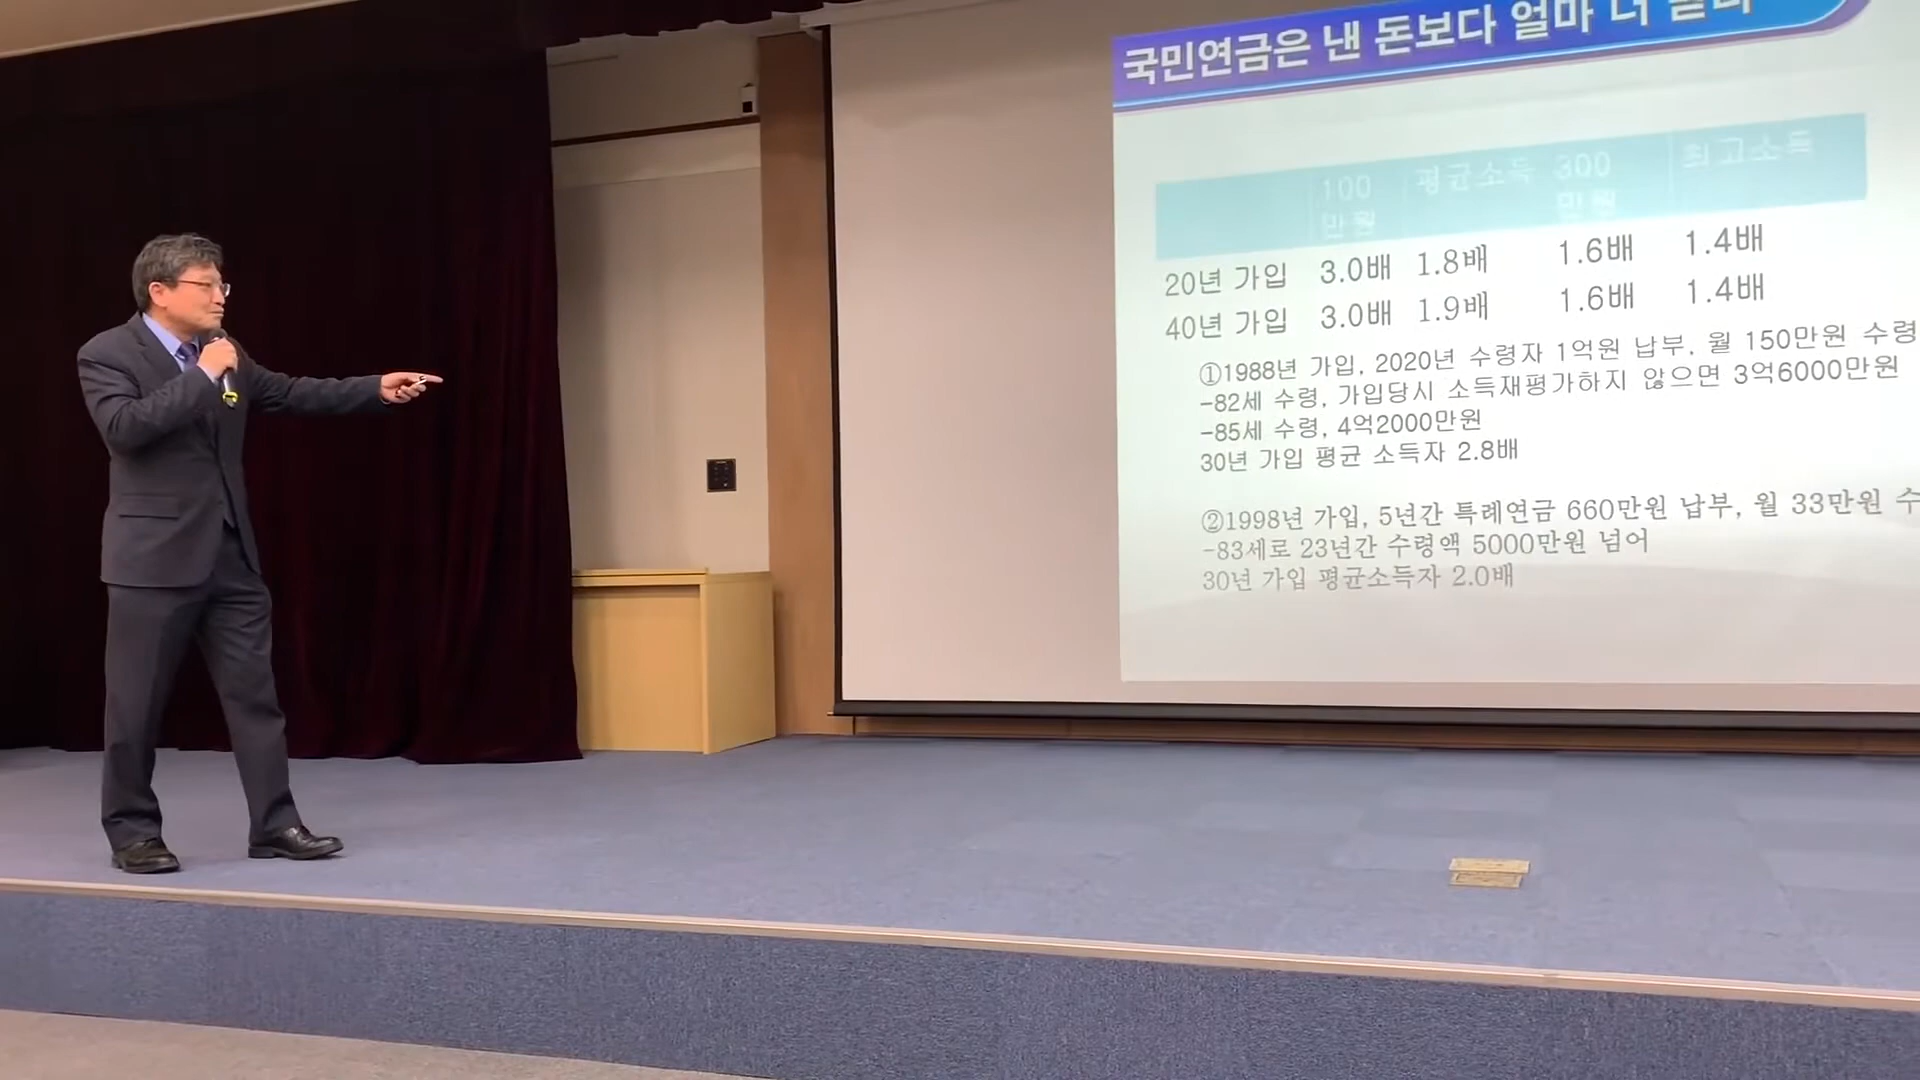 국민연금은 낸 돈보다 얼마 더
100만원 평균소득 300만원 최고소득
20년 가입 3.0배 1.8배 1.6배 1.4배
40년 가입 3.0배 1.9배 1.6배 1.4배
①1988년 가입, 2020년 수령자 1억원 납부, 월 150만원 수령
-82세 수령, 가입당시 소득재평가하지 않으면 3억6000만원
-85세 수령, 4억2000만원
30년 가입 평균 소득자 2.8배
②1998년 가입, 5년간 특례연금 660만원 납부, 월 33만원 수
-83세로 23년간 수령액 5000만원 넘어
30년 가입 평균소득자 2.0배